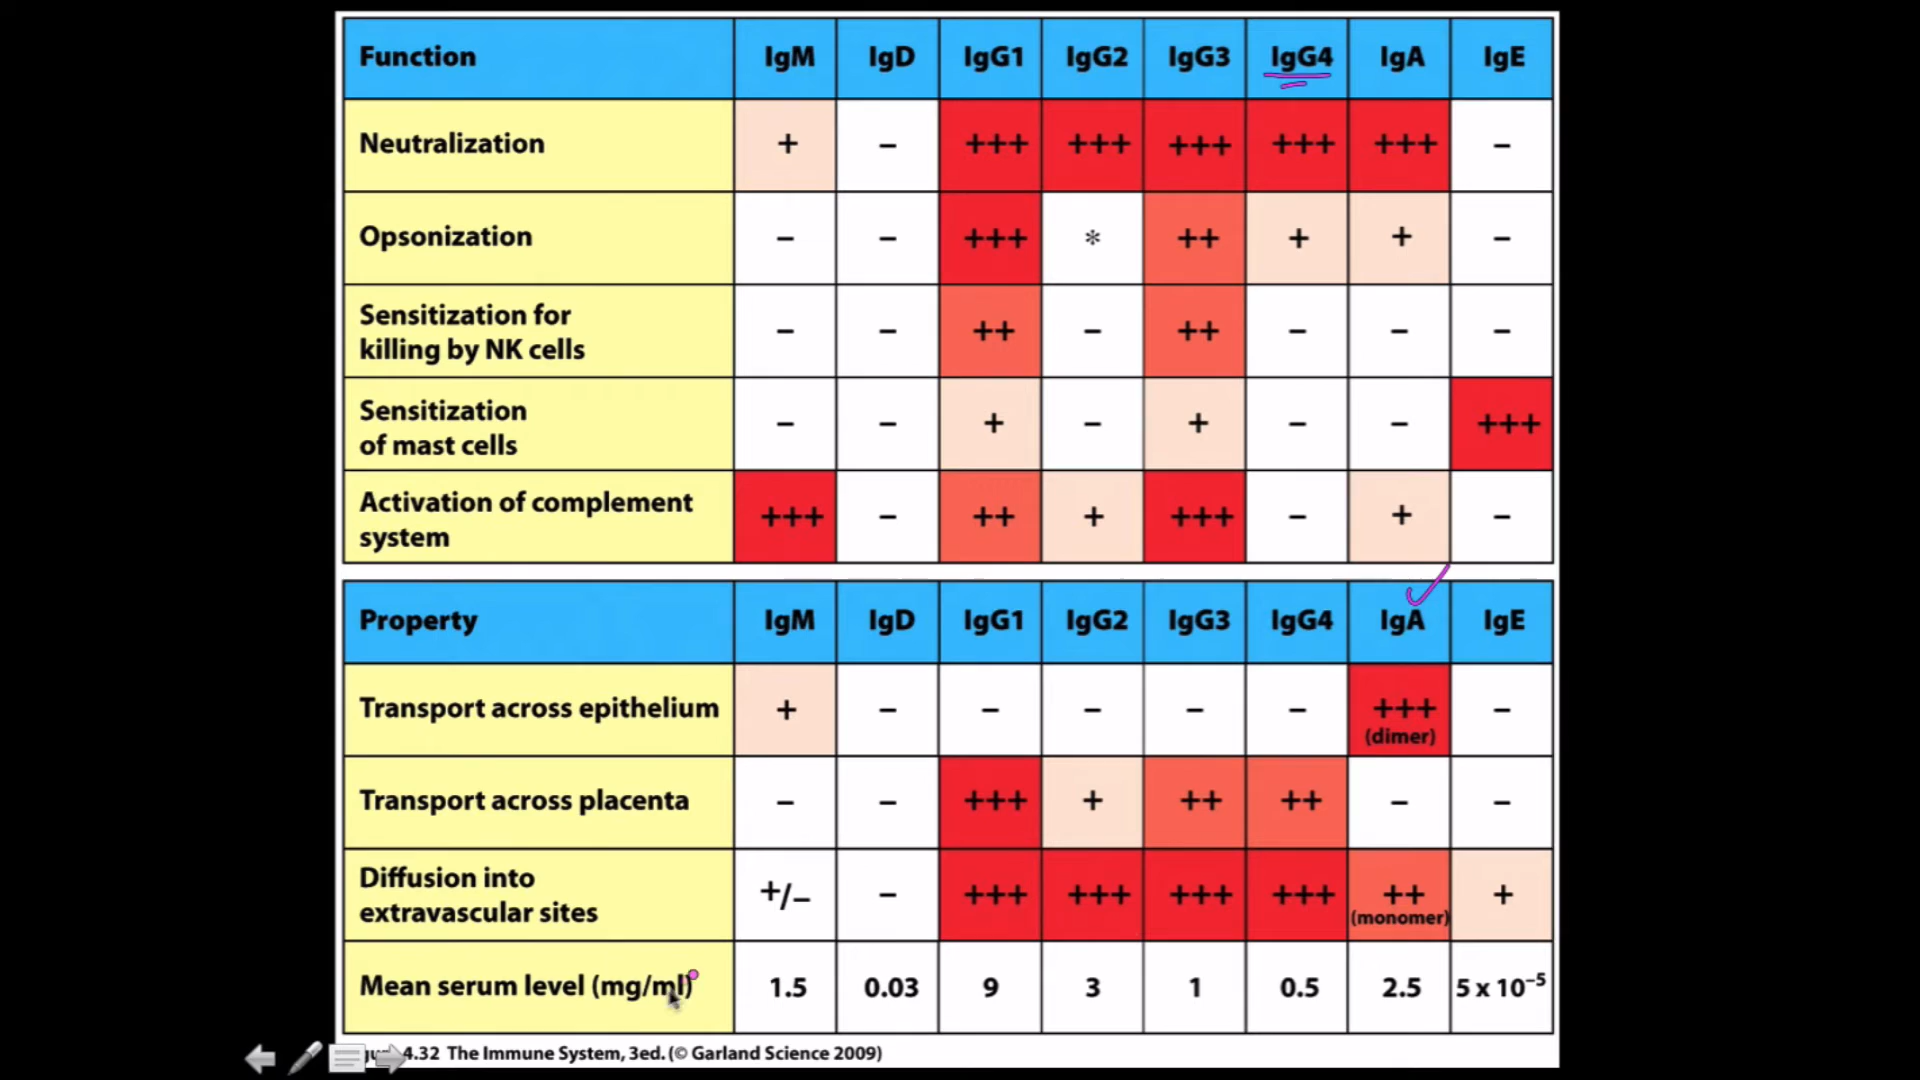 Function IgM IgD IgG1 IgG2 IgG3 IgG4 IgA IgE
Neutralization + – +++ +++ +++ +++ +++ –
Opsonization – – +++ * ++ + + –
Sensitization for
killing by NK cells – – ++ – ++ – – –
Sensitization
of mast cells – – + – + – – +++
Activation of complement
system +++ – ++ + +++ – + –
Property IgM IgD IgG1 IgG2 IgG3 IgG4 IgA IgE
Transport across epithelium + – – – – – +++ –
(dimer)
Transport across placenta – – +++ + ++ ++ – –
Diffusion into
extravascular sites +/– – +++ +++ +++ +++ ++ +
(monomer)
Mean serum level (mg/ml) 1.5 0.03 9 3 1 0.5 2.5 5 x 10⁻⁵
4.32 The Immune System, 3ed. (© Garland Science 2009)